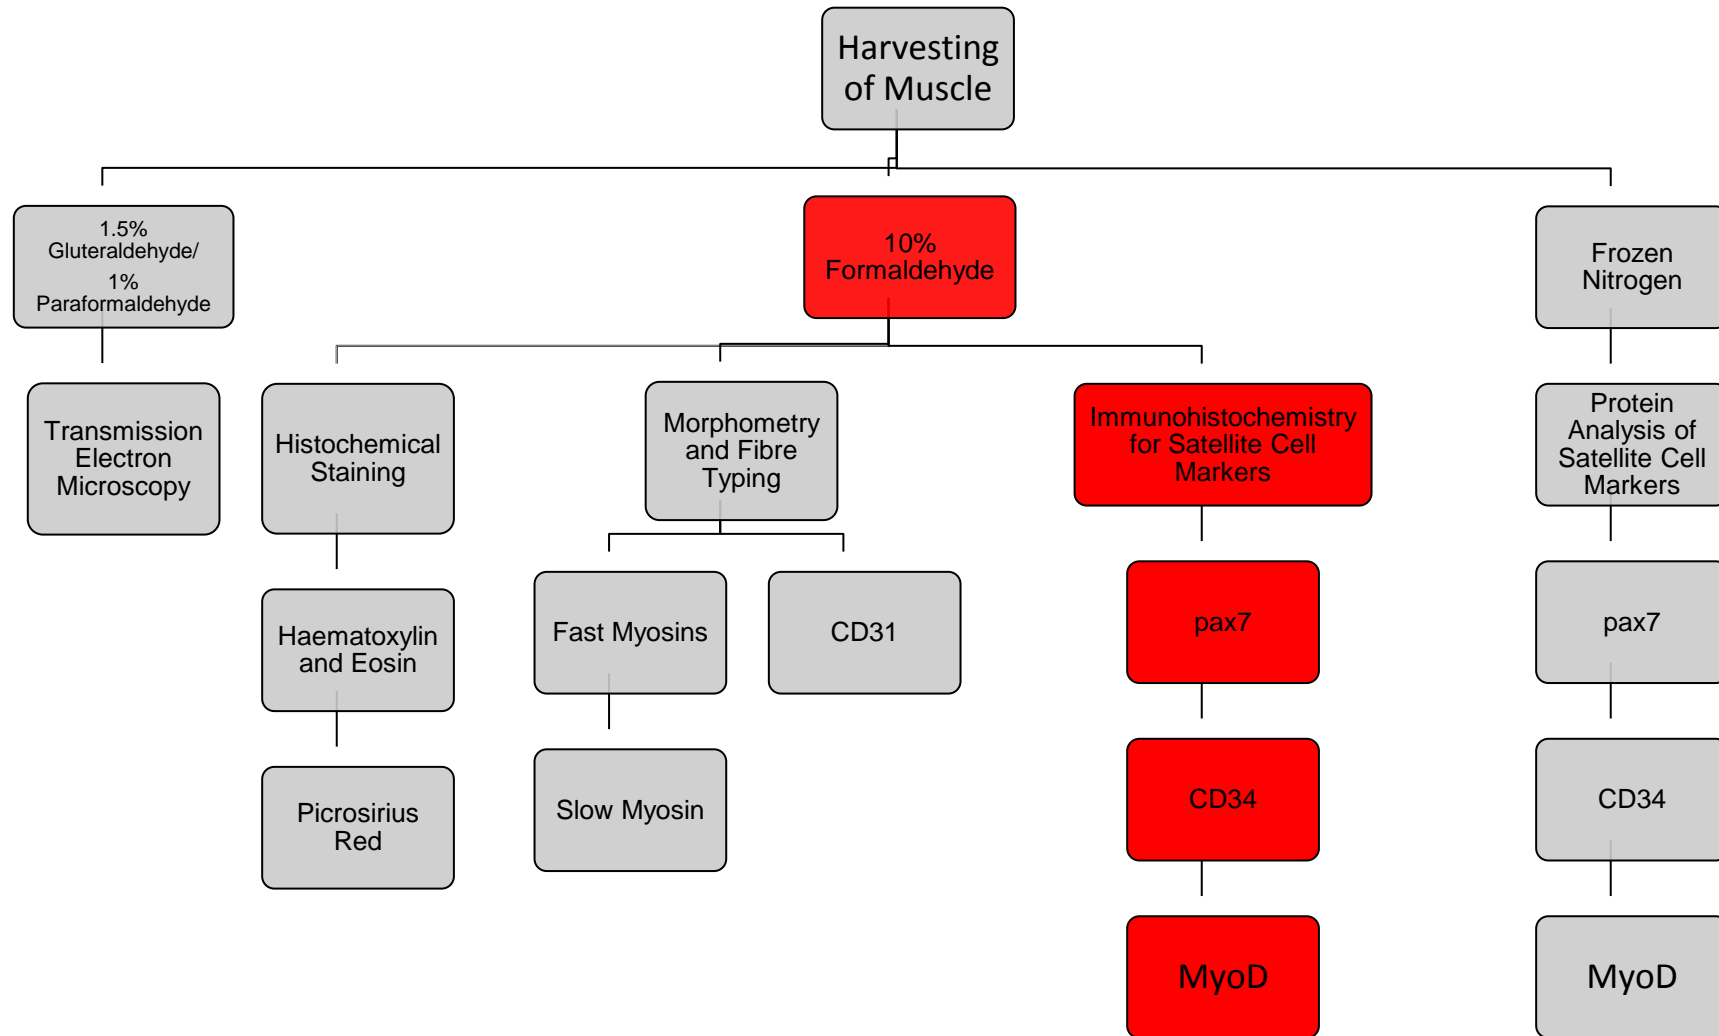 Harvesting
of Muscle
1.5%
Gluteraldehyde/
1%
Paraformaldehyde
10%
Formaldehyde
Frozen
Nitrogen
Transmission
Electron
Microscopy
Histochemical
Staining
Morphometry
and Fibre
Typing
Immunohistochemistry
for Satellite Cell
Markers
Protein
Analysis of
Satellite Cell
Markers
Haematoxylin
and Eosin
Fast Myosins
CD31
pax7
pax7
Picrosirius
Red
Slow Myosin
CD34
CD34
MyoD
MyoD